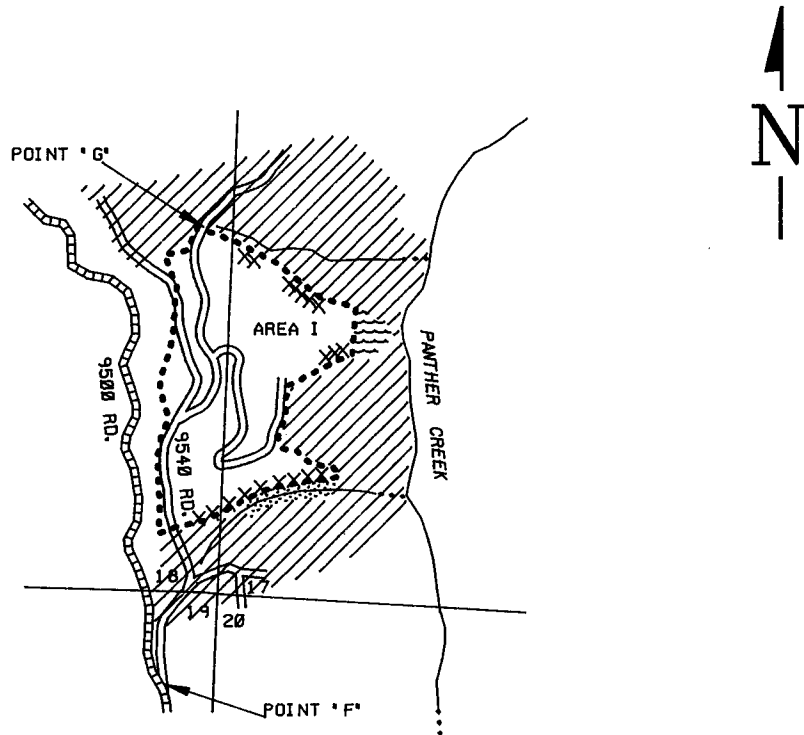 N
POINT "G"
AREA I
9500 RD.
PANTHER CREEK
9540 RD.
18
17
19
20
POINT "F"